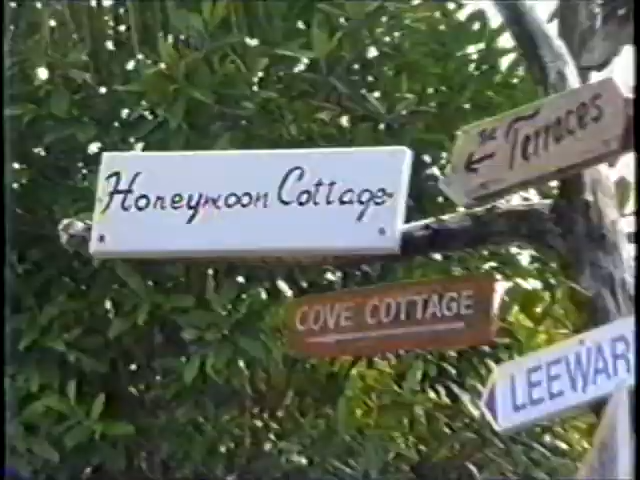 Honeymoon Cottage
THE
← Terraces
COVE COTTAGE
LEEWAR